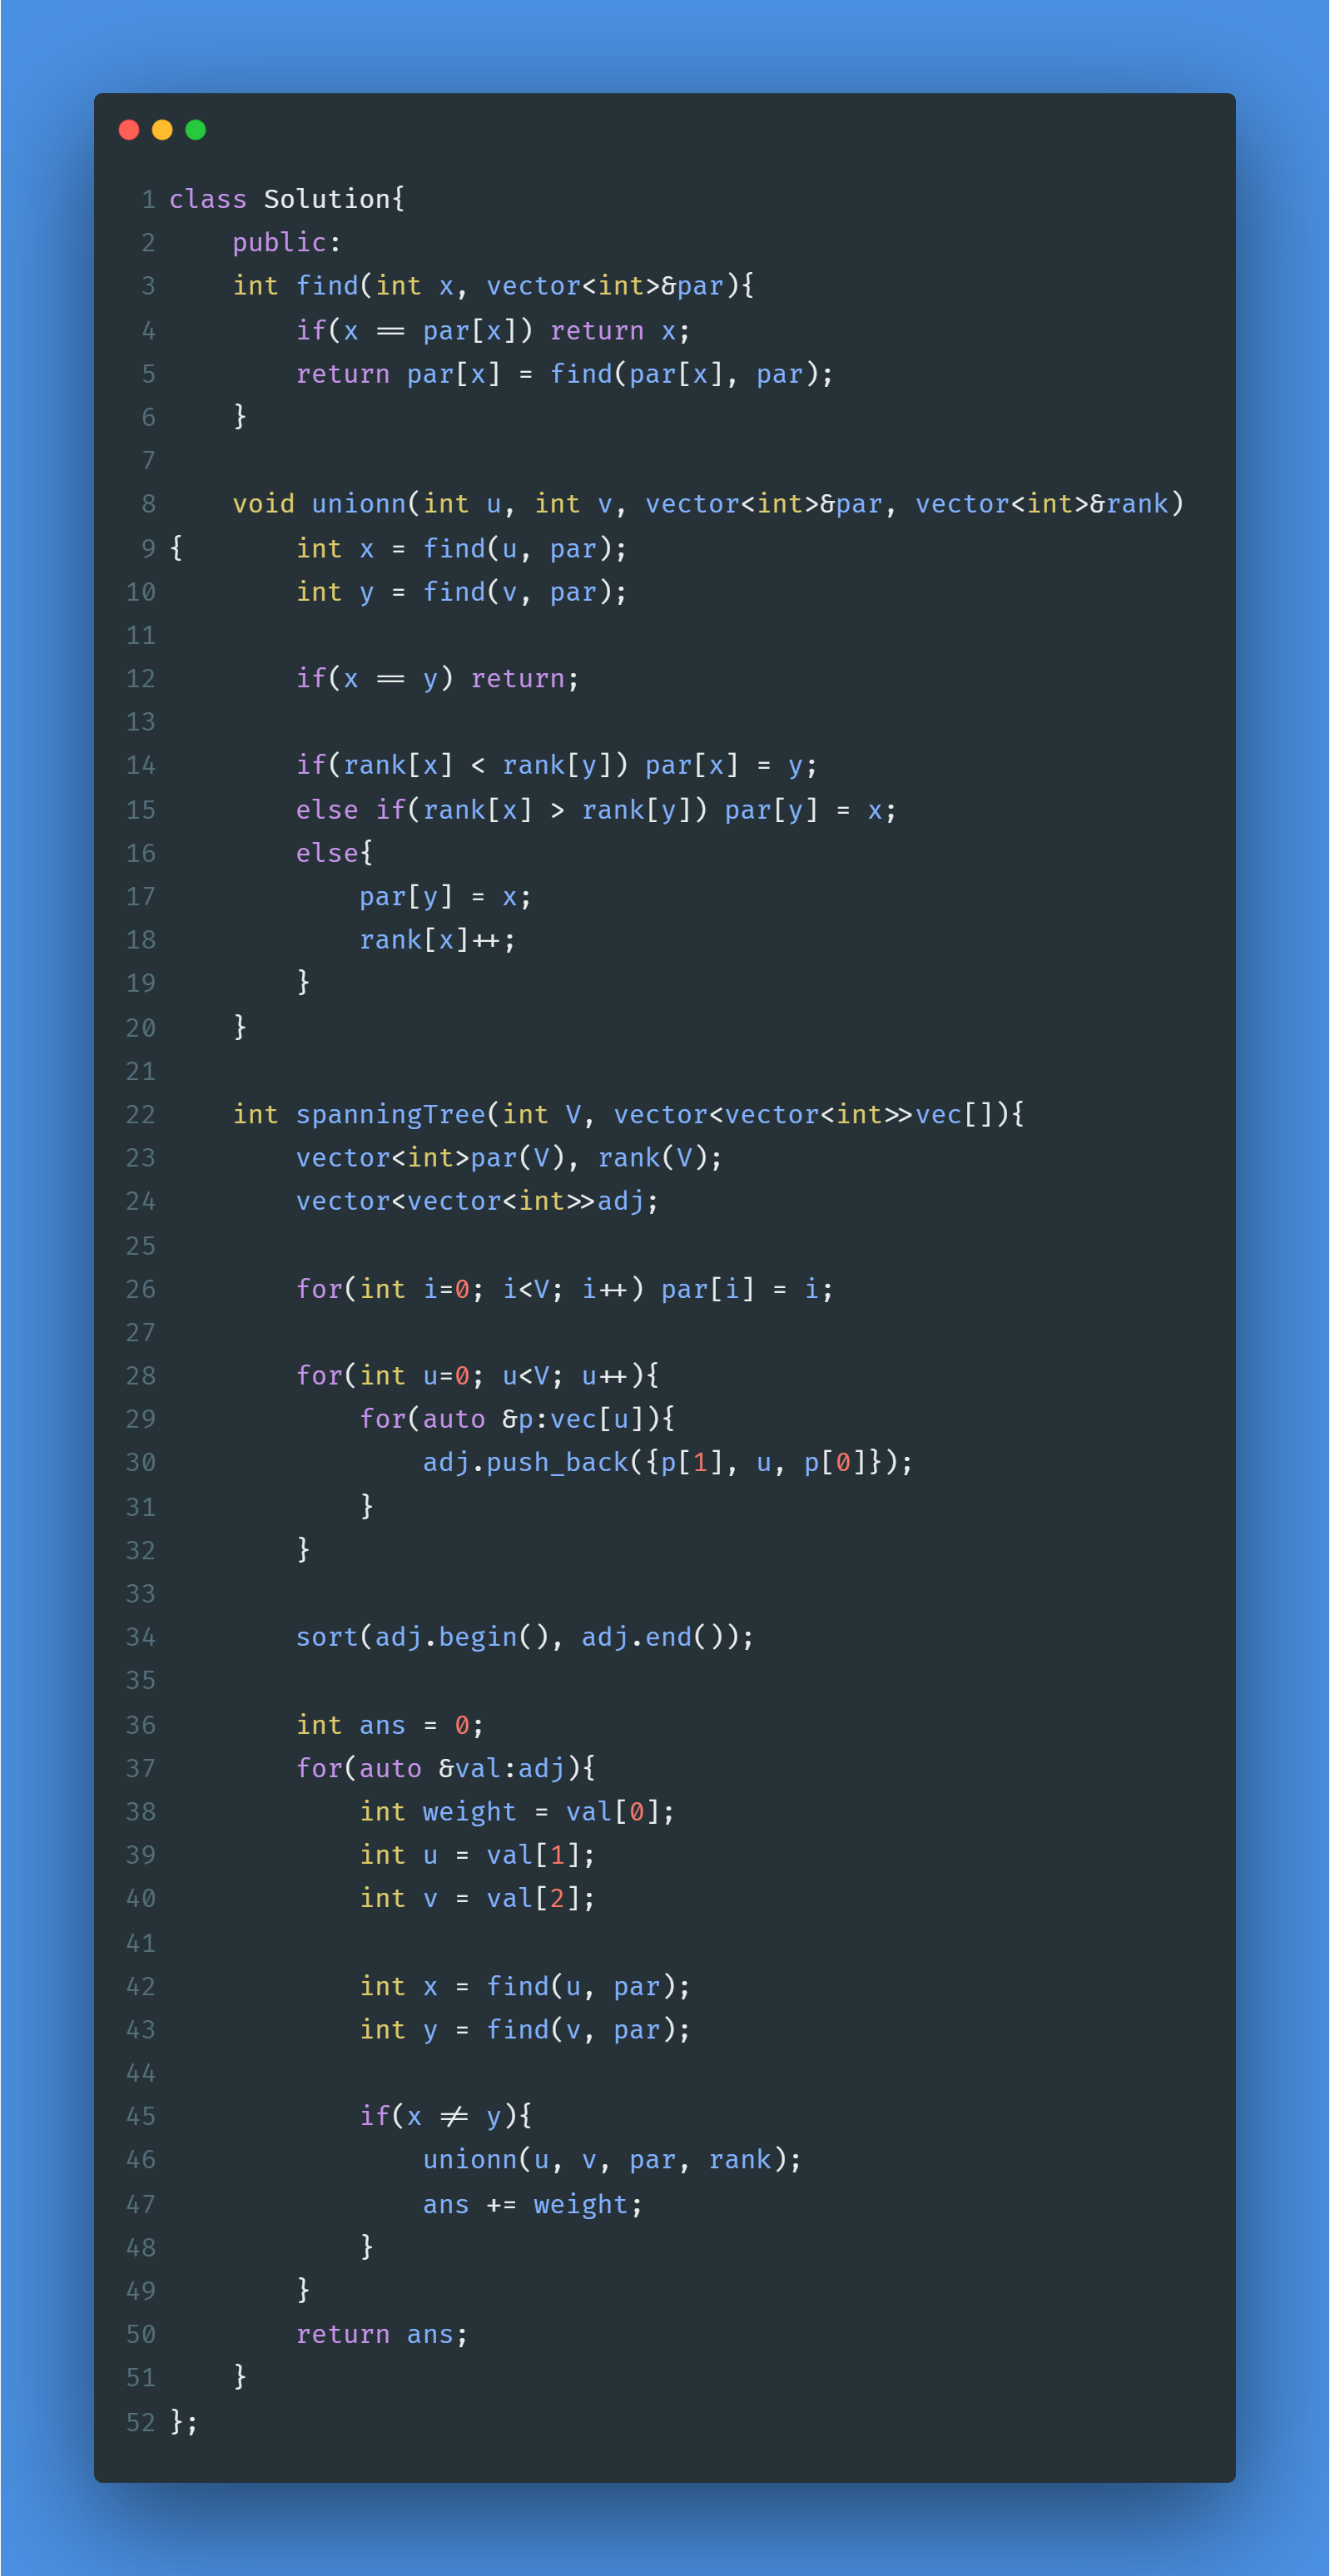 1 class Solution{
2     public:
3     int find(int x, vector<int>&par){
4         if(x == par[x]) return x;
5         return par[x] = find(par[x], par);
6     }
7
8     void unionn(int u, int v, vector<int>&par, vector<int>&rank)
9 {       int x = find(u, par);
10         int y = find(v, par);
11
12         if(x == y) return;
13
14         if(rank[x] < rank[y]) par[x] = y;
15         else if(rank[x] > rank[y]) par[y] = x;
16         else{
17             par[y] = x;
18             rank[x]++;
19         }
20     }
21
22     int spanningTree(int V, vector<vector<int>>vec[]){
23         vector<int>par(V), rank(V);
24         vector<vector<int>>adj;
25
26         for(int i=0; i<V; i++) par[i] = i;
27
28         for(int u=0; u<V; u++){
29             for(auto &p:vec[u]){
30                 adj.push_back({p[1], u, p[0]});
31             }
32         }
33
34         sort(adj.begin(), adj.end());
35
36         int ans = 0;
37         for(auto &val:adj){
38             int weight = val[0];
39             int u = val[1];
40             int v = val[2];
41
42             int x = find(u, par);
43             int y = find(v, par);
44
45             if(x != y){
46                 unionn(u, v, par, rank);
47                 ans += weight;
48             }
49         }
50         return ans;
51     }
52 };